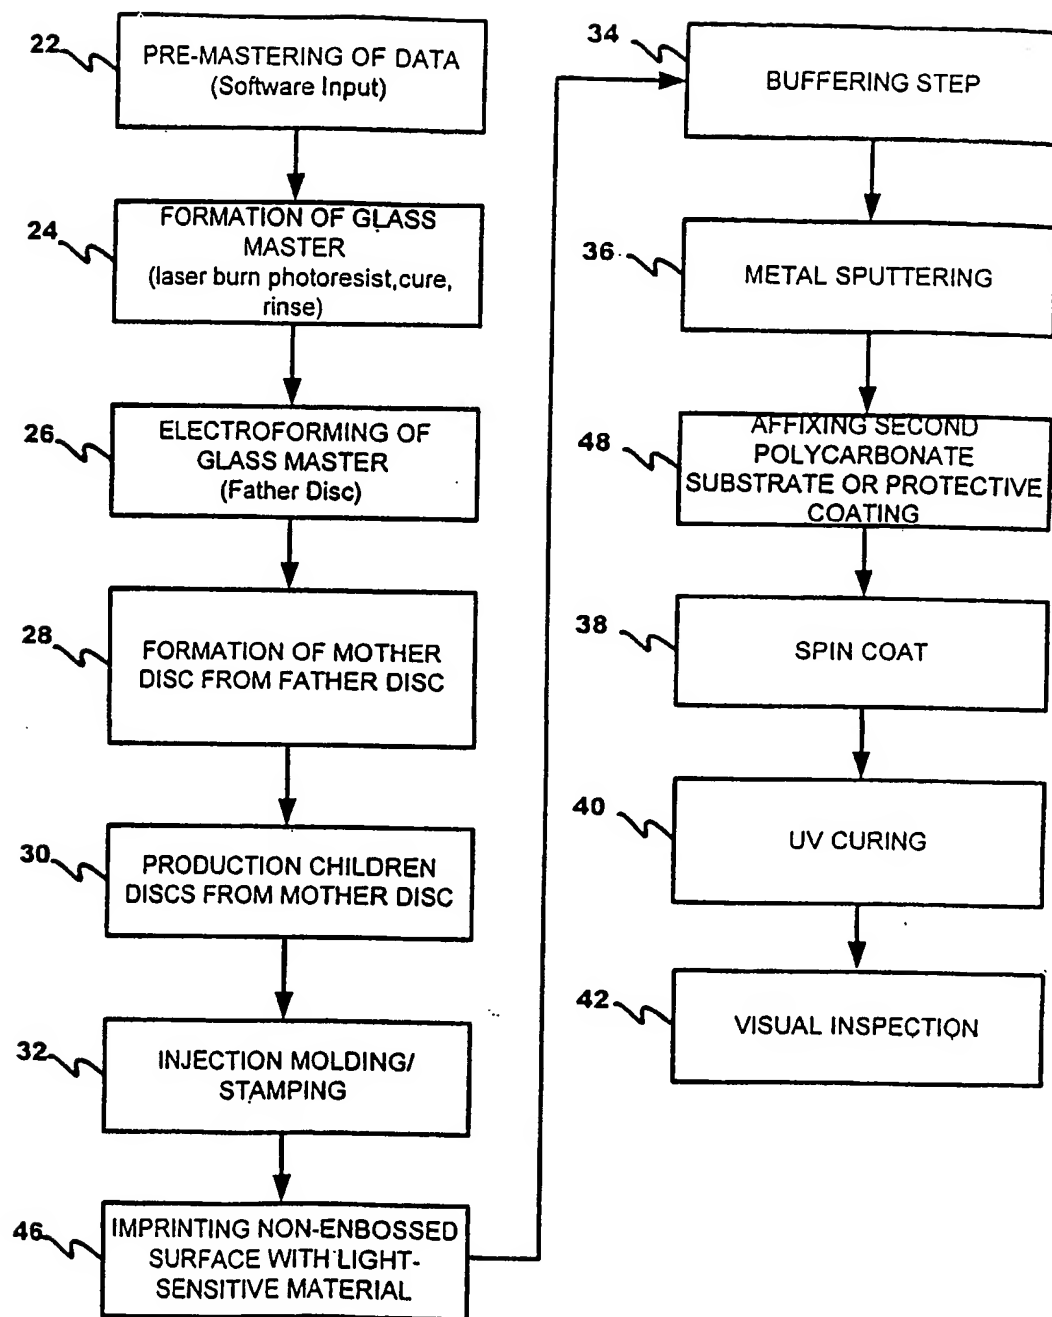 22
PRE-MASTERING OF DATA
(Software Input)
24
FORMATION OF GLASS
MASTER
(laser burn photoresist,cure,
rinse)
26
ELECTROFORMING OF
GLASS MASTER
(Father Disc)
28
FORMATION OF MOTHER
DISC FROM FATHER DISC
30
PRODUCTION CHILDREN
DISCS FROM MOTHER DISC
32
INJECTION MOLDING/
STAMPING
46
IMPRINTING NON-ENBOSSED
SURFACE WITH LIGHT-
SENSITIVE MATERIAL
34
BUFFERING STEP
36
METAL SPUTTERING
48
AFFIXING SECOND
POLYCARBONATE
SUBSTRATE OR PROTECTIVE
COATING
38
SPIN COAT
40
UV CURING
42
VISUAL INSPECTION